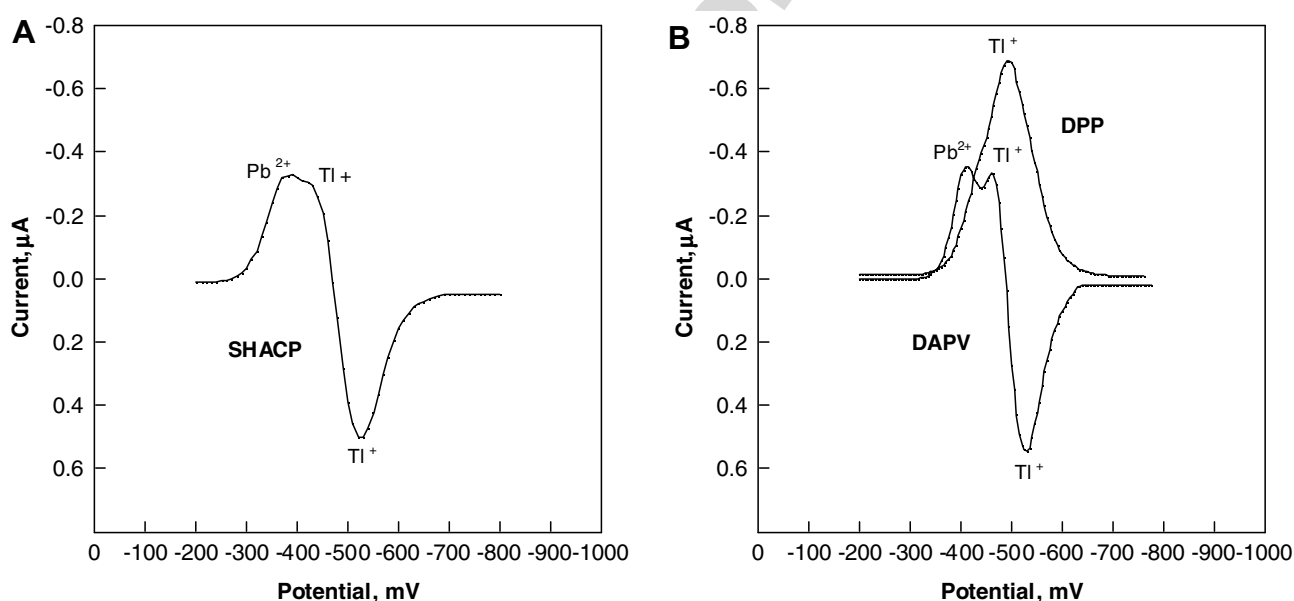 A
-0.8
-0.6
-0.4
-0.2
0.0
0.2
0.4
0.6
Current,µA
Pb 2+
Tl +
SHACP
Tl +
0 -100 -200 -300 -400 -500 -600 -700 -800 -900 -1000
Potential, mV
B
-0.8
-0.6
-0.4
-0.2
0.0
0.2
0.4
0.6
Current,µA
Tl +
DPP
Pb2+
Tl +
DAPV
Tl +
0 -100 -200 -300 -400 -500 -600 -700 -800 -900 -1000
Potential, mV